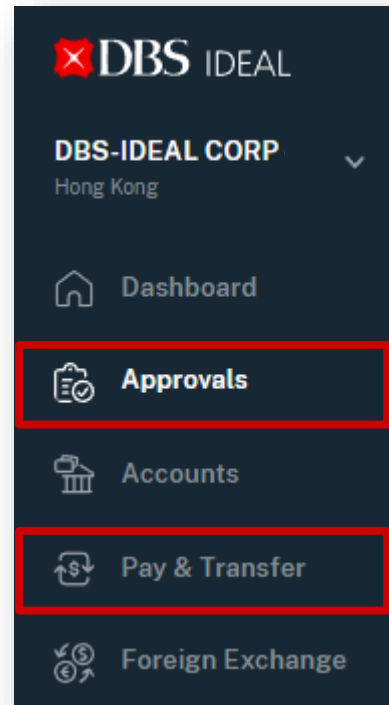 DBS IDEAL
DBS-IDEAL CORP
Hong Kong
Dashboard
Approvals
Accounts
Pay & Transfer
Foreign Exchange